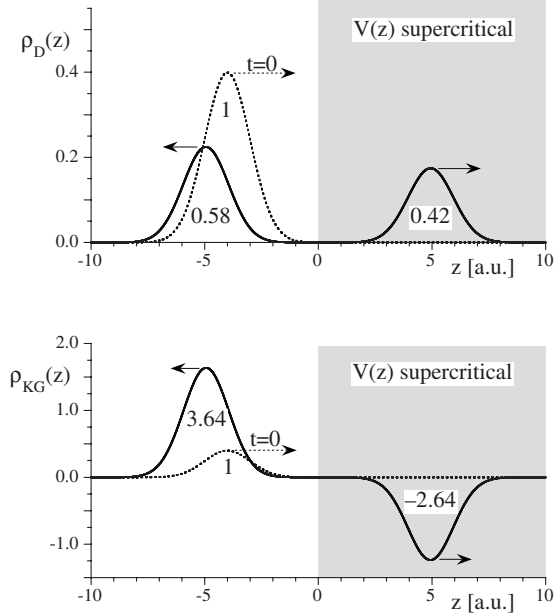 ρD(z)
V(z) supercritical
t=0
0.4
1
0.2
0.58
0.42
0.0
-10
-5
0
5
10
z [a.u.]
2.0
ρKG(z)
V(z) supercritical
1.0
3.64
t=0
1
0.0
−2.64
-1.0
-10
-5
0
5
10
z [a.u.]